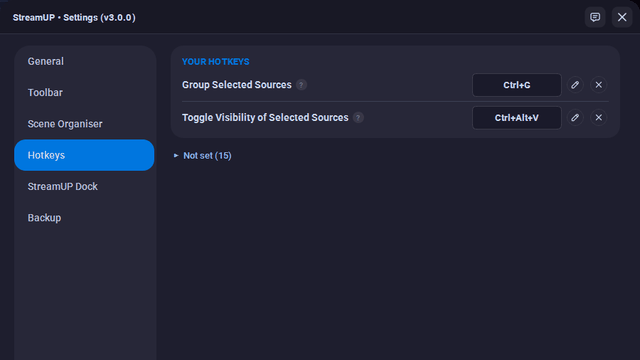 StreamUP • Settings (v3.0.0)
General
Toolbar
Scene Organiser
Hotkeys
StreamUP Dock
Backup
YOUR HOTKEYS
Group Selected Sources ?
Ctrl+G
Toggle Visibility of Selected Sources ?
Ctrl+Alt+V
Not set (15)